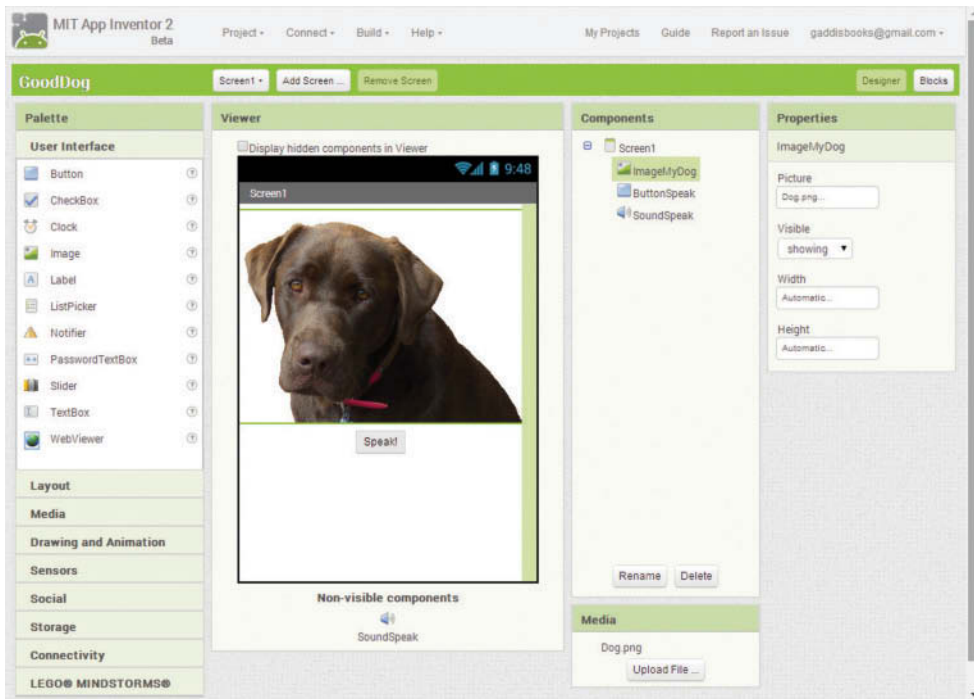 MIT App Inventor 2
Beta
Project
Connect
Build
Help
My Projects
Guide
Report an Issue
gaddisbooks@gmail.com
GoodDog
Screen1
Add Screen ...
Remove Screen
Designer
Blocks
Palette
User Interface
Button
CheckBox
Clock
Image
Label
ListPicker
Notifier
PasswordTextBox
Slider
TextBox
WebViewer
Layout
Media
Drawing and Animation
Sensors
Social
Storage
Connectivity
LEGO® MINDSTORMS®
Viewer
Display hidden components in Viewer
9:48
Screen1
Speak!
Non-visible components
SoundSpeak
Components
Screen1
ImageMyDog
ButtonSpeak
SoundSpeak
Rename
Delete
Media
Dog.png
Upload File ...
Properties
ImageMyDog
Picture
Dog.png...
Visible
showing
Width
Automatic...
Height
Automatic...